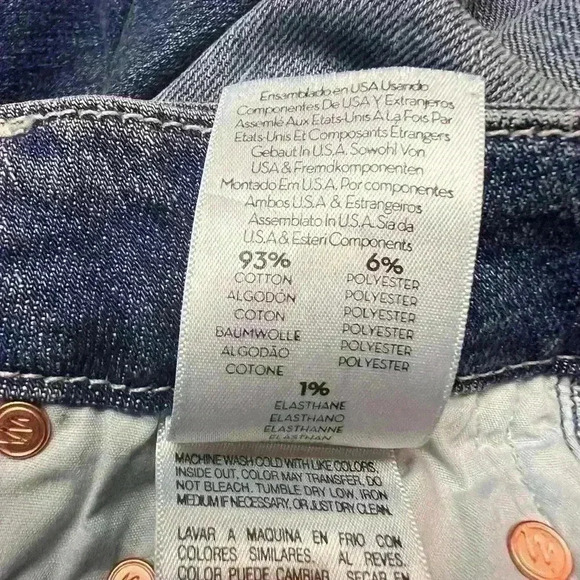 Ensamblado en USA Usando
Componentes De USA Y Extranjeros
Assemlé Aux Etats-Unis A La Fois Par
Etats-Unis Et Composants Etrangers
Gebaut In U.S.A. Sowohl Von
USA & Fremdkomponenten
Montado Em U.S.A. Por componentes
Ambos U.S.A & Estrangeiros
Assemblato In U.S.A. Sia da
U.S.A & Esteri Components
93% 6%
COTTON POLYESTER
ALGODÓN POLYESTER
COTON POLYESTER
BAUMWOLLE POLYESTER
ALGODÃO POLYESTER
COTONE POLYESTER
1%
ELASTHANE
ELASTHANO
ELASTHANNE
ELASTHAN
MACHINE WASH COLD WITH LIKE COLORS.
INSIDE OUT, COLOR MAY TRANSFER. DO
NOT BLEACH. TUMBLE DRY LOW. IRON
MEDIUM IF NECESSARY, OR JUST DRY CLEAN.
LAVAR A MAQUINA EN FRIO CON
COLORES SIMILARES. AL REVES.
COLOR PUEDE CAMBIAR. SECAR EN